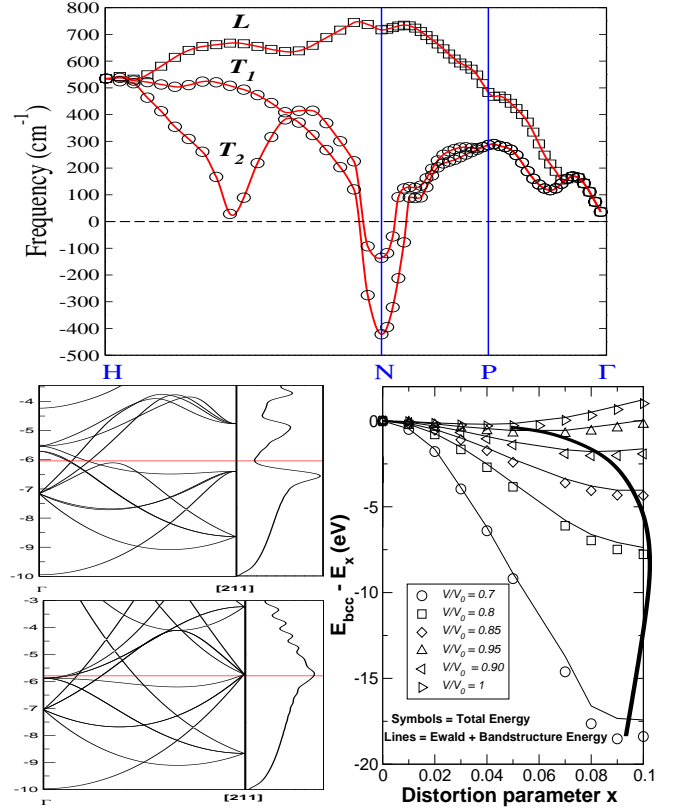 800
700
600
500
400
300
200
100
0
-100
-200
-300
-400
-500
Frequency (cm⁻¹)
L
T₁
T₂
H
N
P
Γ
-4
-5
-6
-7
-8
-9
-10
Γ
[211]
-3
-4
-5
-6
-7
-8
-9
-10
Γ
[211]
0
-5
-10
-15
-20
E_bcc - E_x (eV)
V/V₀ = 0.7
V/V₀ = 0.8
V/V₀ = 0.85
V/V₀ = 0.95
V/V₀ = 0.90
V/V₀ = 1
Symbols = Total Energy
Lines = Ewald + Bandstructure Energy
0
0.02
0.04
0.06
0.08
0.1
Distortion parameter x